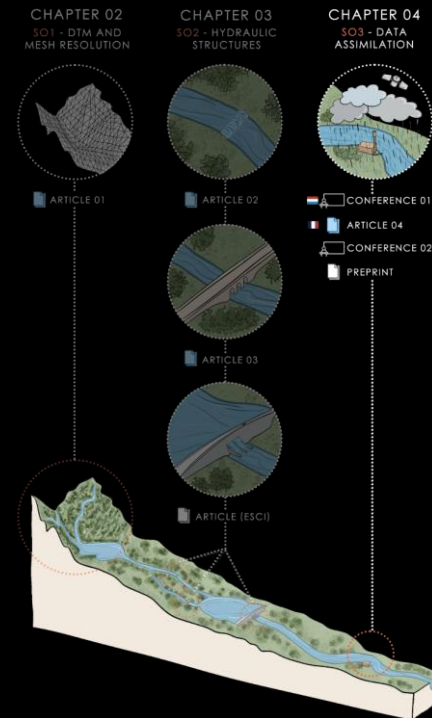 CHAPTER 02
SO1 - DTM AND
MESH RESOLUTION
ARTICLE 01
CHAPTER 03
SO2 - HYDRAULIC
STRUCTURES
ARTICLE 02
ARTICLE 03
ARTICLE (ESCI)
CHAPTER 04
SO3 - DATA
ASSIMILATION
CONFERENCE 01
ARTICLE 04
CONFERENCE 02
PREPRINT